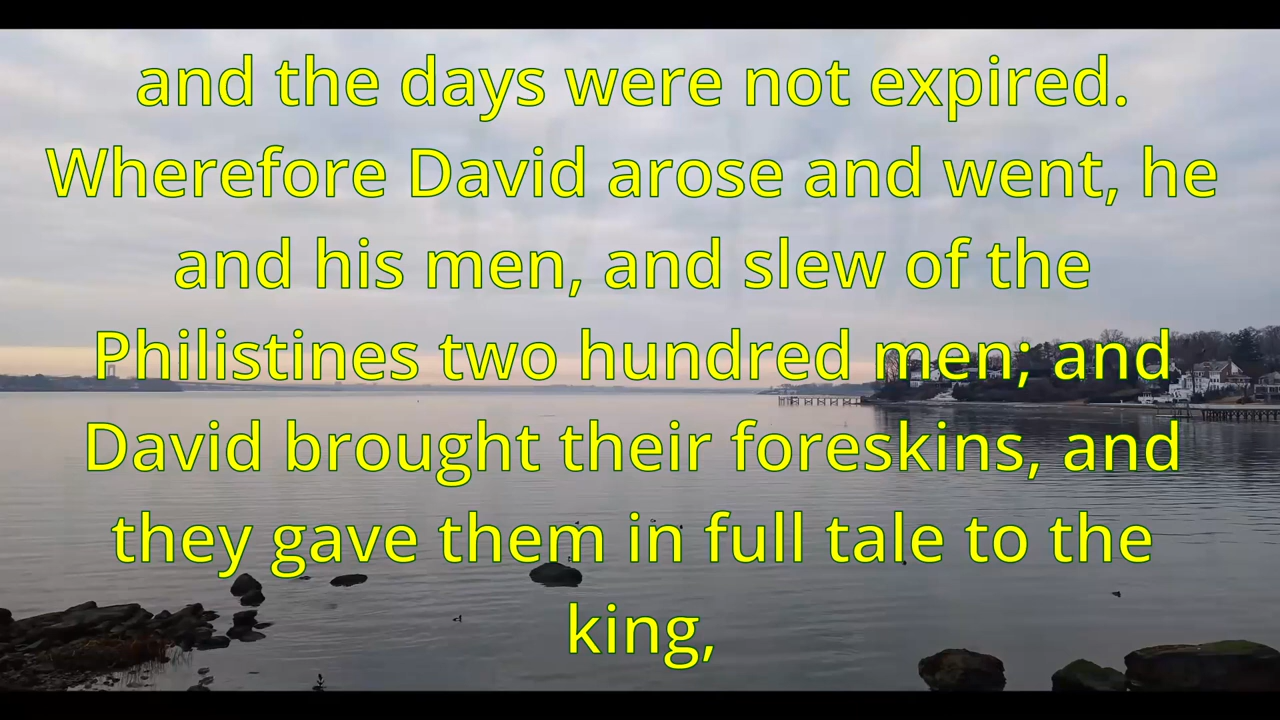 and the days were not expired.
Wherefore David arose and went, he
and his men, and slew of the
Philistines two hundred men; and
David brought their foreskins, and
they gave them in full tale to the
king,